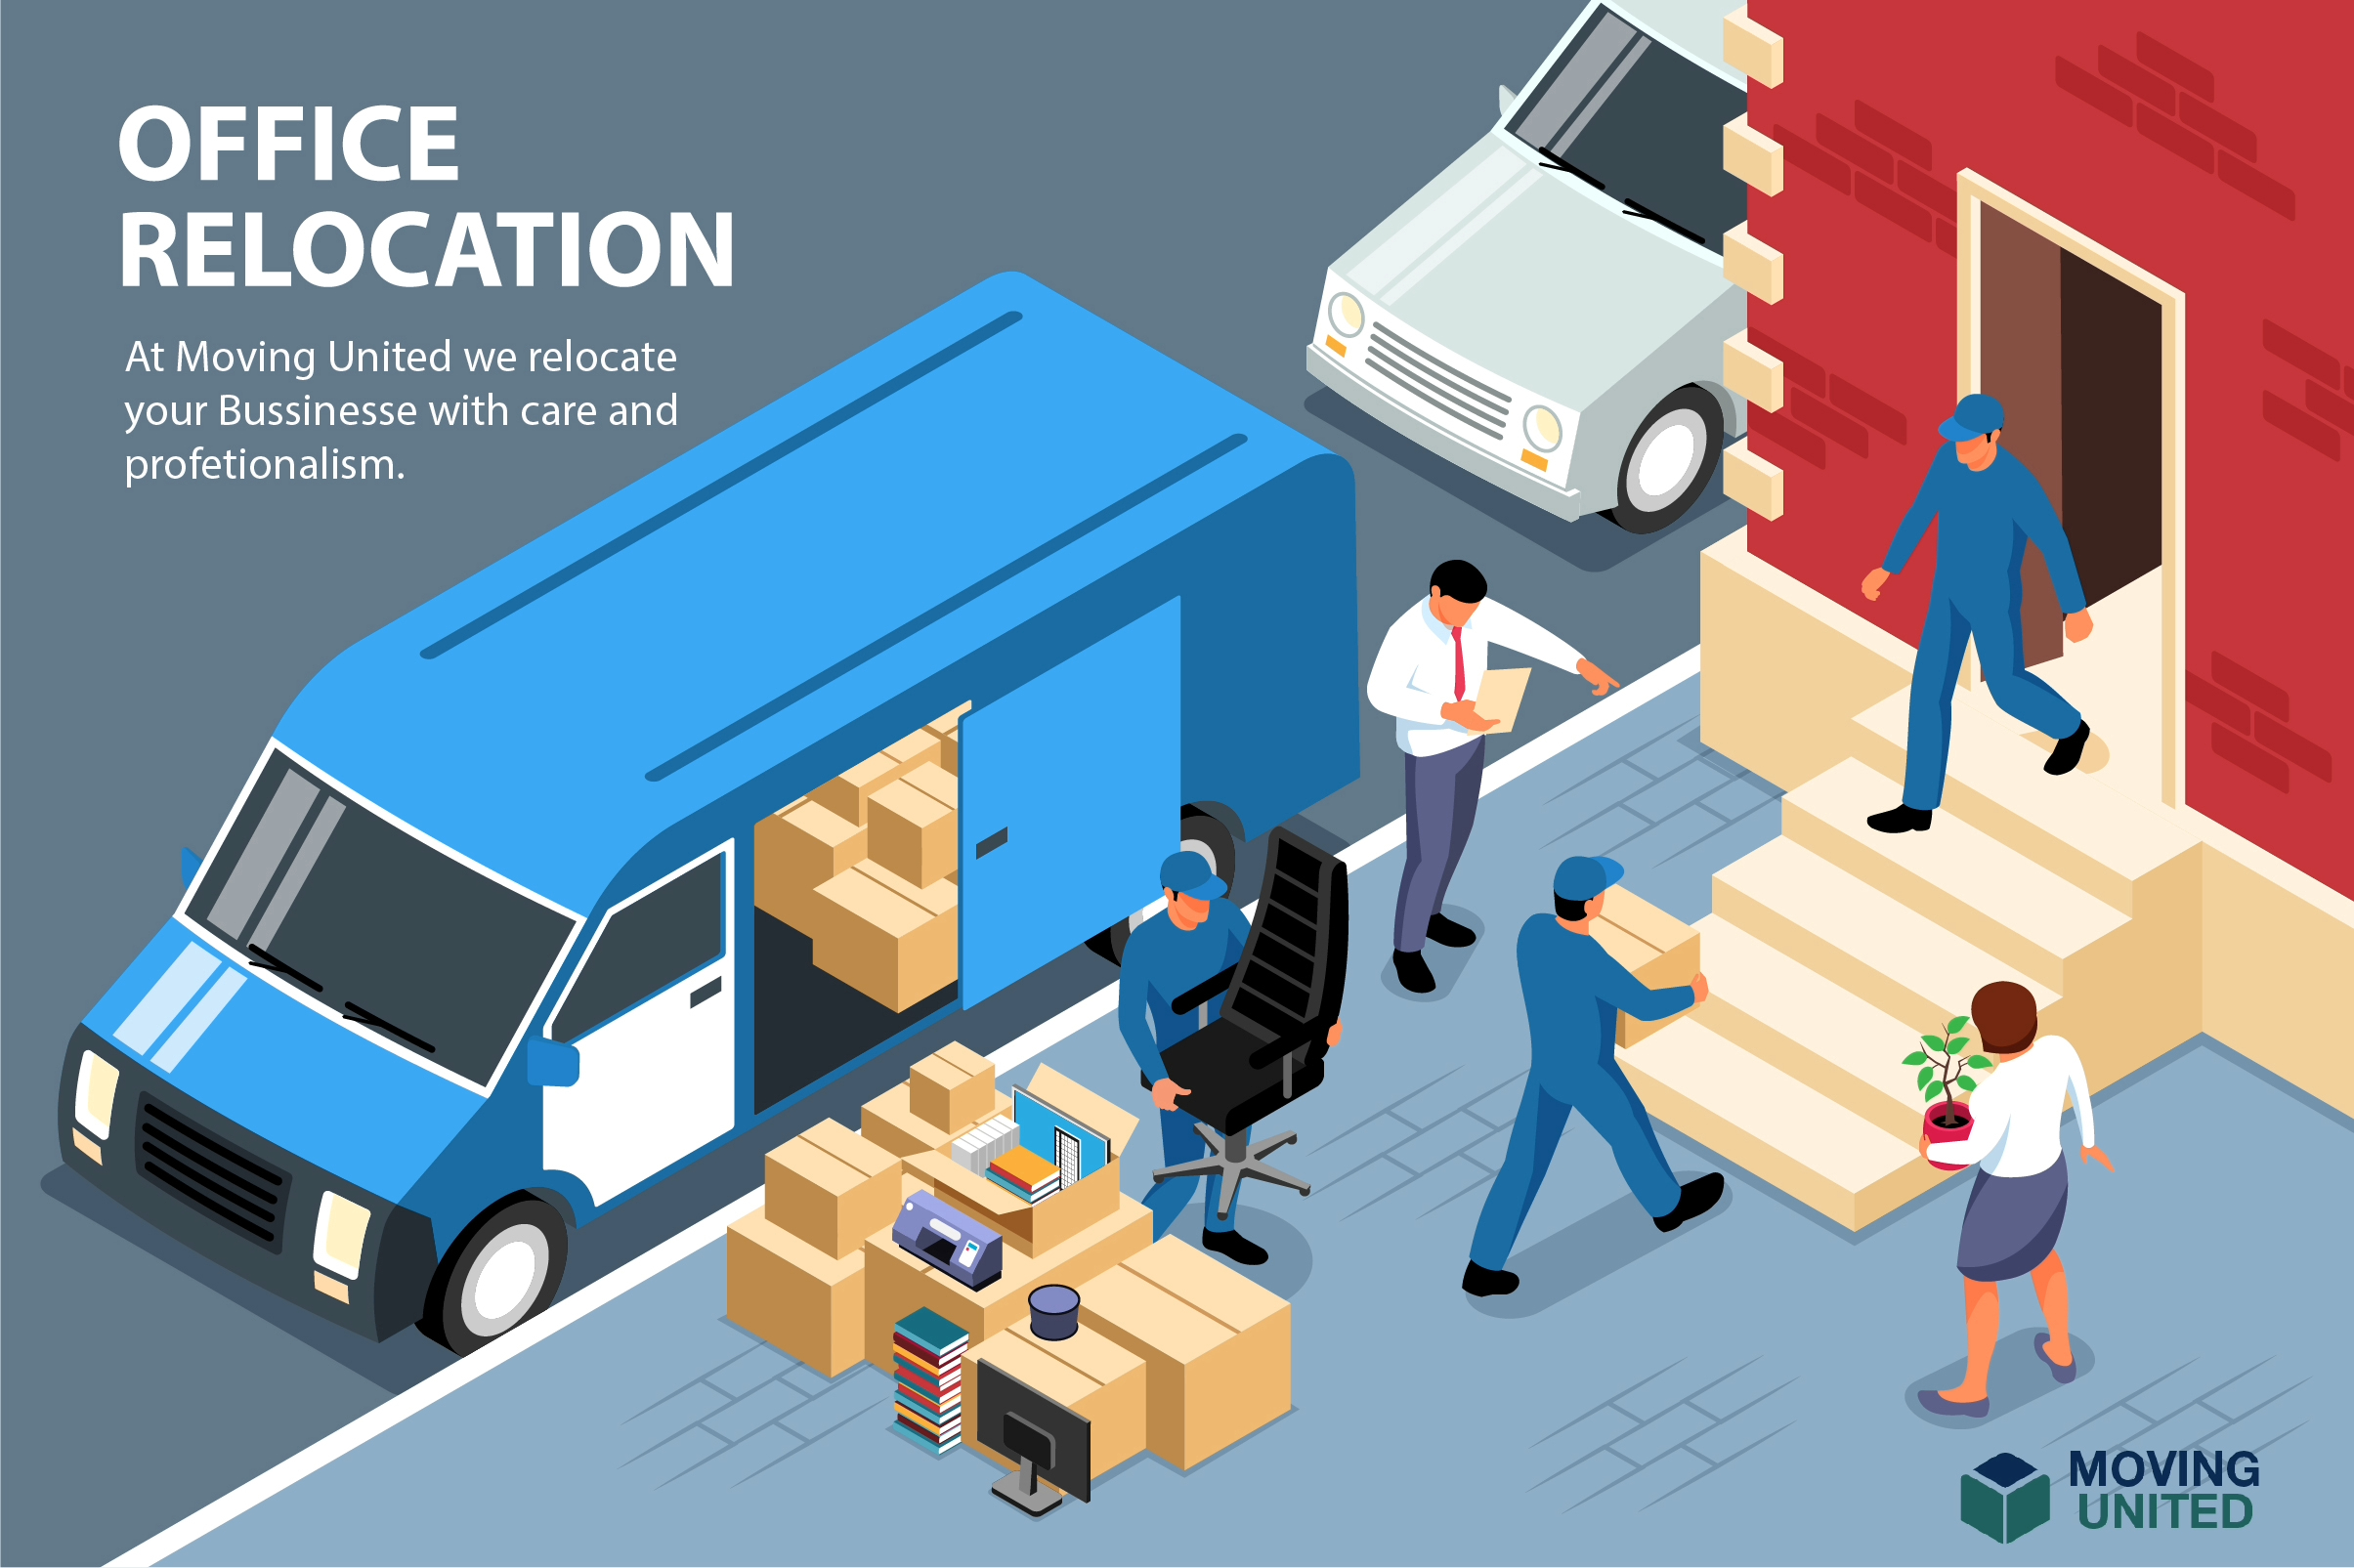 OFFICE
RELOCATION
At Moving United we relocate
your Bussinesse with care and
profetionalism.
MOVING
UNITED